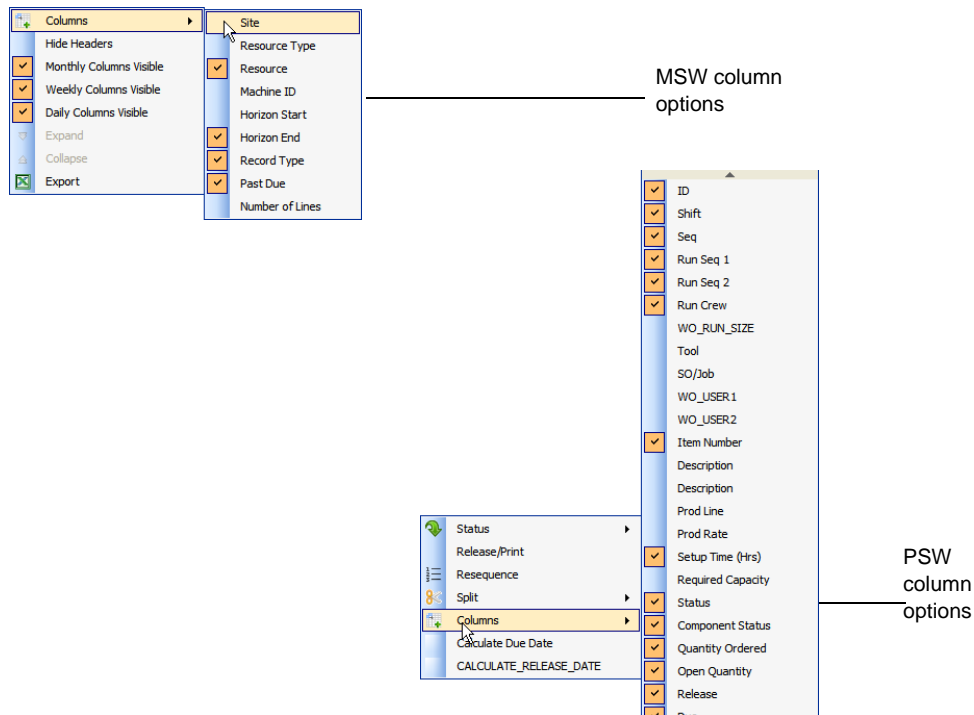 Columns
Hide Headers
Monthly Columns Visible
Weekly Columns Visible
Daily Columns Visible
Expand
Collapse
Export
Site
Resource Type
Resource
Machine ID
Horizon Start
Horizon End
Record Type
Past Due
Number of Lines
MSW column
options
ID
Shift
Seq
Run Seq 1
Run Seq 2
Run Crew
WO_RUN_SIZE
Tool
SO/Job
WO_USER1
WO_USER2
Item Number
Description
Description
Prod Line
Prod Rate
Setup Time (Hrs)
Required Capacity
Status
Component Status
Quantity Ordered
Open Quantity
Release
Status
Release/Print
Resequence
Split
Columns
Calculate Due Date
CALCULATE_RELEASE_DATE
PSW
column
options